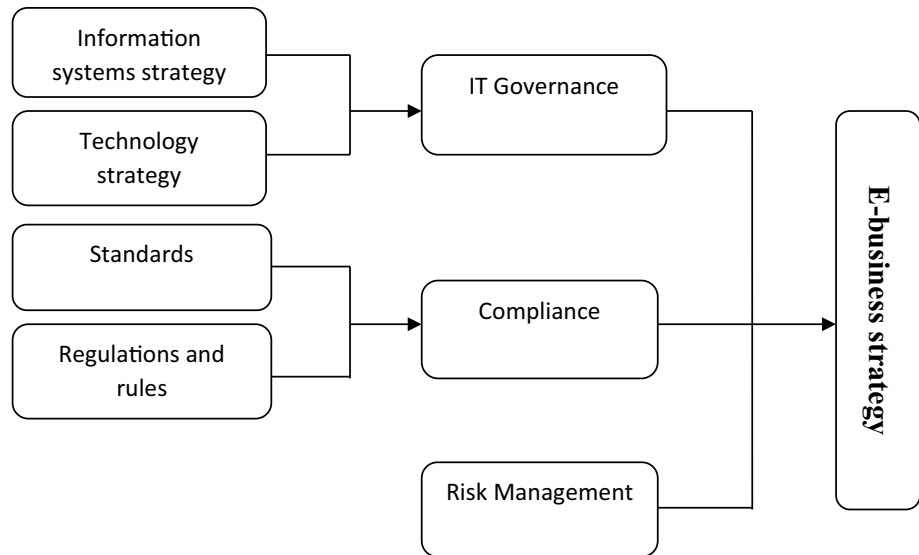 Information
systems strategy
Technology
strategy
Standards
Regulations and
rules
IT Governance
Compliance
Risk Management
E-business strategy